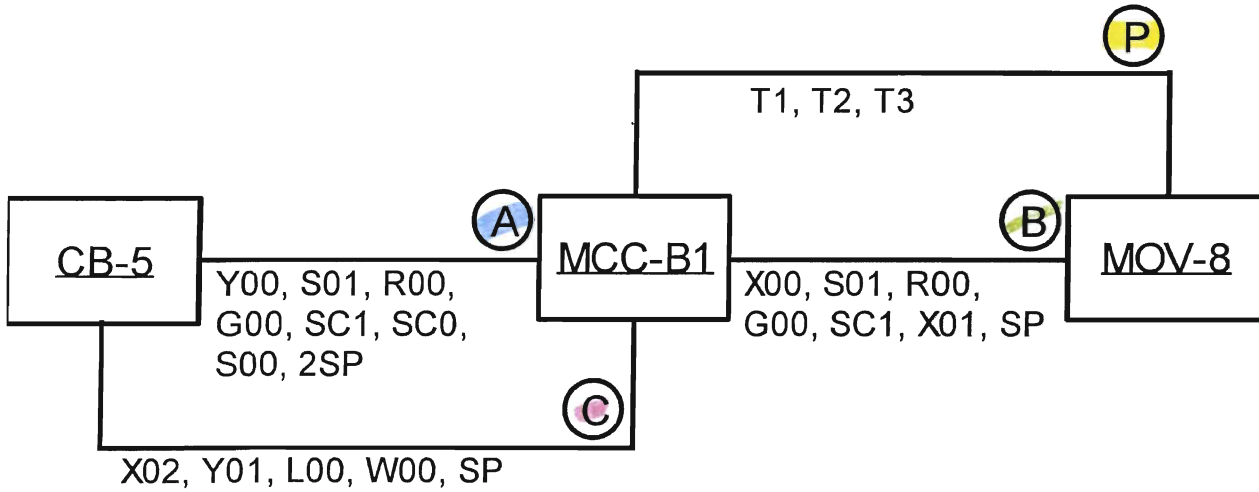 P
T1, T2, T3
A
B
CB-5
MCC-B1
MOV-8
Y00, S01, R00,
G00, SC1, SC0,
S00, 2SP
X00, S01, R00,
G00, SC1, X01, SP
C
X02, Y01, L00, W00, SP